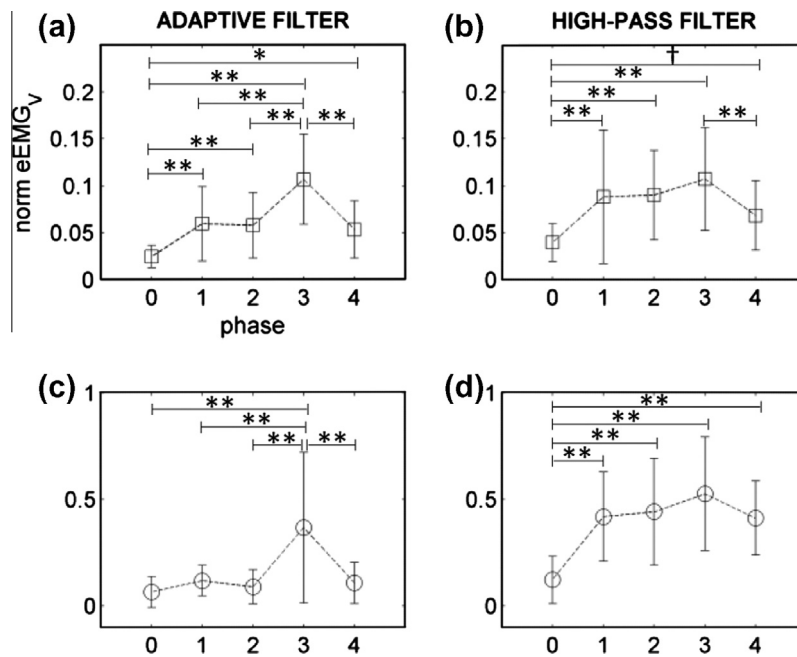 ADAPTIVE FILTER
HIGH-PASS FILTER
(a)
norm eEMGV
0.2
0.15
0.1
0.05
0
*
**
**
** **
**
**
0 1 2 3 4
phase
(b)
0.2
0.15
0.1
0.05
0
†
**
**
** **
0 1 2 3 4
(c)
1
0.5
0
**
**
** **
0 1 2 3 4
(d)
1
0.5
0
**
**
**
**
0 1 2 3 4